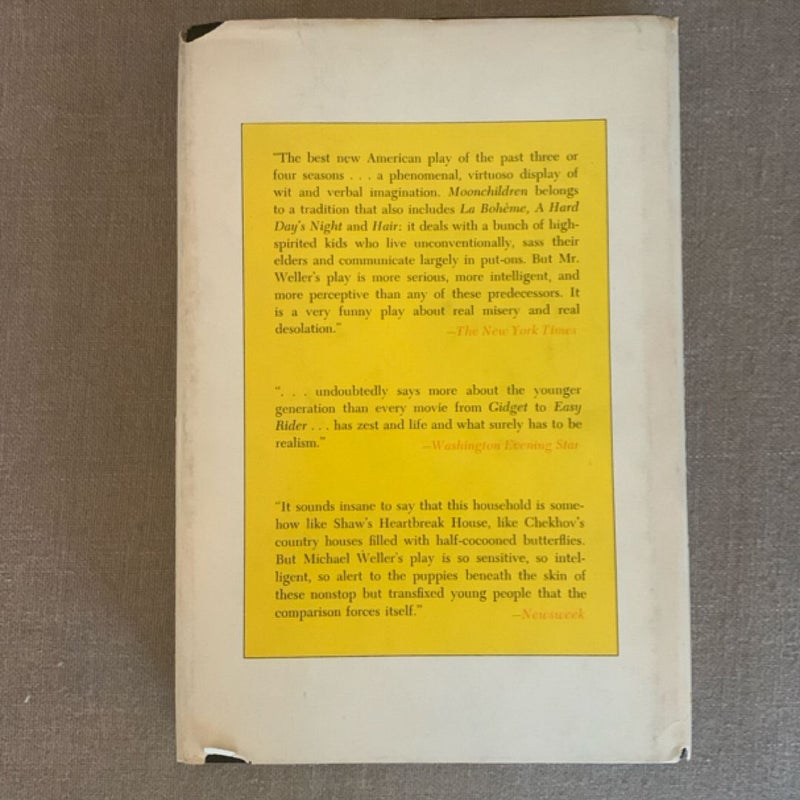 "The best new American play of the past three or
four seasons . . . a phenomenal, virtuoso display of
wit and verbal imagination. Moonchildren belongs
to a tradition that also includes La Bohème, A Hard
Day's Night and Hair: it deals with a bunch of high-
spirited kids who live unconventionally, sass their
elders and communicate largely in put-ons. But Mr.
Weller's play is more serious, more intelligent, and
more perceptive than any of these predecessors. It
is a very funny play about real misery and real
desolation." —The New York Times
". . . undoubtedly says more about the younger
generation than every movie from Gidget to Easy
Rider . . . has zest and life and what surely has to be
realism." —Washington Evening Star
"It sounds insane to say that this household is some-
how like Shaw's Heartbreak House, like Chekhov's
country houses filled with half-cocooned butterflies.
But Michael Weller's play is so sensitive, so intel-
ligent, so alert to the puppies beneath the skin of
these nonstop but transfixed young people that the
comparison forces itself." —Newsweek